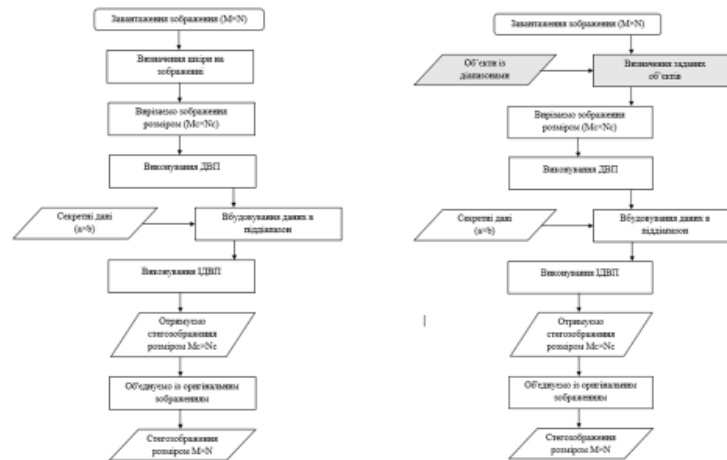 Завантаження зображення (M×N)
Визначення шкіри на
зображенні
Вирізаємо зображення
розміром (Mc×Nc)
Виконування ДВП
Секретні дані
(a×b)
Вбудовування даних в
піддіапазон
Виконування ІДВП
Отримуємо
стегозображення
розміром Mc×Nc
Об'єднуємо із оригінальним
зображенням
Стегозображення
розміром M×N
Завантаження зображення (M×N)
Об'єкти із
діапазонами
Визначення заданих
об'єктів
Вирізаємо зображення
розміром (Mc×Nc)
Виконування ДВП
Секретні дані
(a×b)
Вбудовування даних в
піддіапазон
Виконування ІДВП
Отримуємо
стегозображення
розміром Mc×Nc
Об'єднуємо із оригінальним
зображенням
Стегозображення
розміром M×N